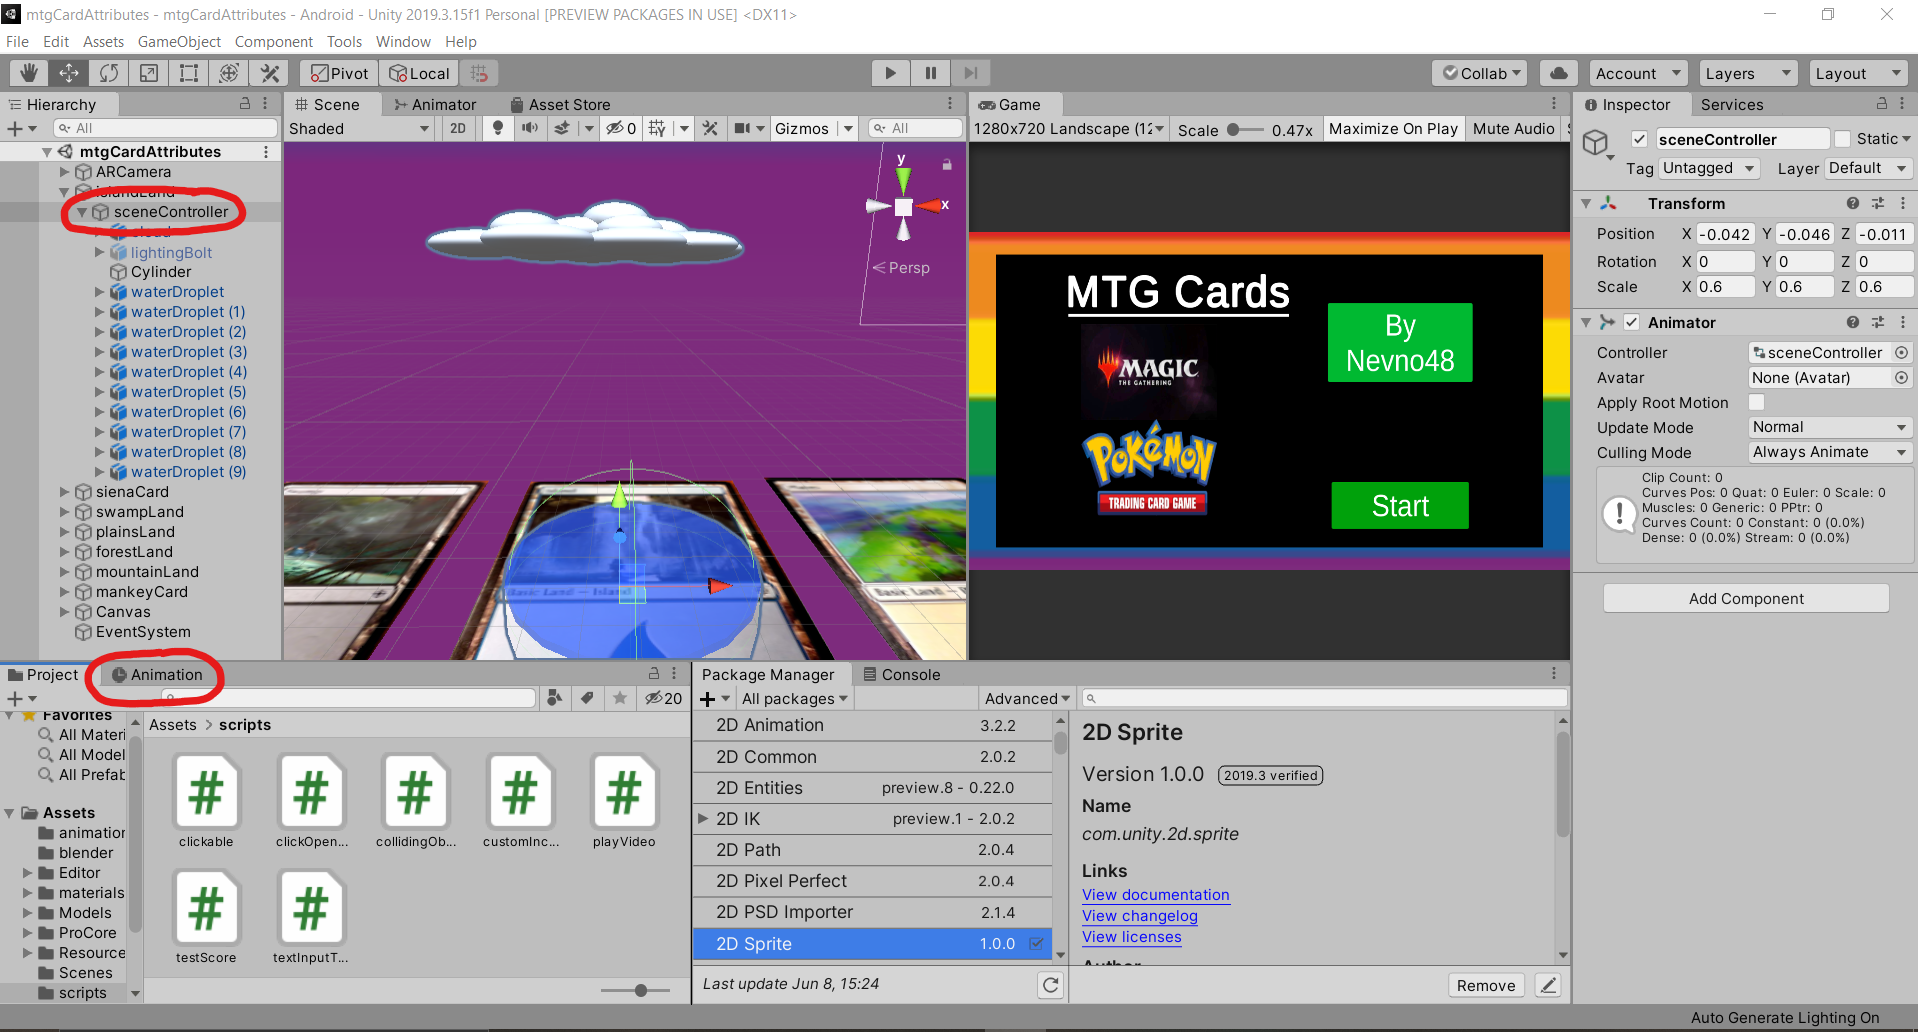 mtgCardAttributes - mtgCardAttributes - Android - Unity 2019.3.15f1 Personal [PREVIEW PACKAGES IN USE] <DX11>
File Edit Assets GameObject Component Tools Window Help
Pivot Local Collab Account Layers Layout
Hierarchy
All
mtgCardAttributes
ARCamera
islandLand
sceneController
cloud
lightingBolt
Cylinder
waterDroplet
waterDroplet (1)
waterDroplet (2)
waterDroplet (3)
waterDroplet (4)
waterDroplet (5)
waterDroplet (6)
waterDroplet (7)
waterDroplet (8)
waterDroplet (9)
sienaCard
swampLand
plainsLand
forestLand
mountainLand
mankeyCard
Canvas
EventSystem
Scene Animator Asset Store
Shaded 2D 0 Gizmos All
y
x
Persp
Basic Land — Island
Game
1280x720 Landscape (12 Scale 0.47x Maximize On Play Mute Audio S
MTG Cards
By
Nevno48
MAGIC
THE GATHERING
POKéMON
TRADING CARD GAME
Start
Inspector Services
sceneController Static
Tag Untagged Layer Default
Transform
Position X -0.042 Y -0.046 Z -0.011
Rotation X 0 Y 0 Z 0
Scale X 0.6 Y 0.6 Z 0.6
Animator
Controller sceneController
Avatar None (Avatar)
Apply Root Motion
Update Mode Normal
Culling Mode Always Animate
Clip Count: 0
Curves Pos: 0 Quat: 0 Euler: 0 Scale: 0
Muscles: 0 Generic: 0 PPtr: 0
Curves Count: 0 Constant: 0 (0.0%)
Dense: 0 (0.0%) Stream: 0 (0.0%)
Add Component
Project Animation
20
Favorites
All Materi
All Model
All Prefab
Assets
animation
blender
Editor
materials
Models
ProCore
Resource
Scenes
scripts
Assets > scripts
clickable clickOpen... collidingOb... customInc... playVideo
testScore textInputT...
Package Manager Console
All packages Advanced
2D Animation 3.2.2
2D Common 2.0.2
2D Entities preview.8 - 0.22.0
2D IK preview.1 - 2.0.2
2D Path 2.0.4
2D Pixel Perfect 2.0.4
2D PSD Importer 2.1.4
2D Sprite 1.0.0
Last update Jun 8, 15:24
2D Sprite
Version 1.0.0 2019.3 verified
Name
com.unity.2d.sprite
Links
View documentation
View changelog
View licenses
Author
Remove
Auto Generate Lighting On